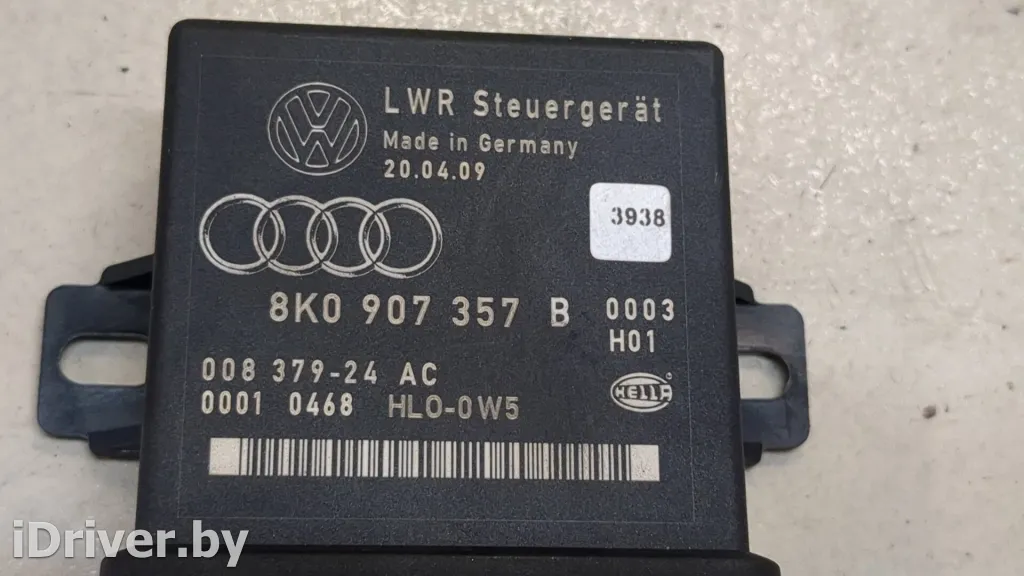 LWR Steuergerät
Made in Germany
20.04.09
3938
8K0 907 357 B 0003
H01
008 379-24 AC
0001 0468 HLO-0W5
HELLA
iDriver.by